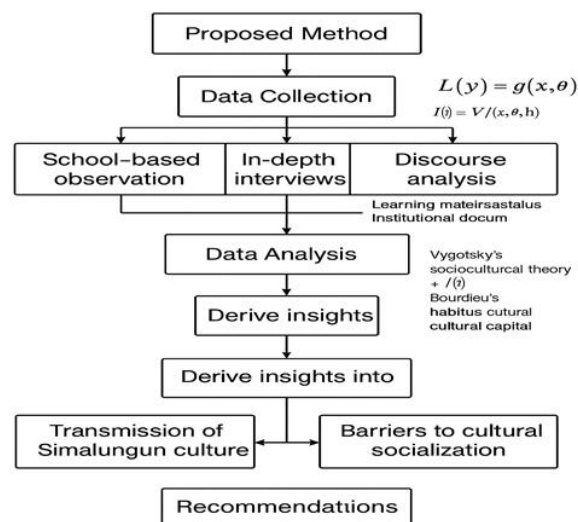 Proposed Method
Data Collection
L(y) = g(x,θ)
I(i) = V/(x,θ,h)
School-based
observation
In-depth
interviews
Discourse
analysis
Learning mateirsastalus
Institutional docum
Data Analysis
Vygotsky's
socioculturcal theory
+ I(i)
Bourdieu's
habitus cutural
cultural capital
Derive insights
Derive insights into
Transmission of
Simalungun culture
Barriers to cultural
socialization
Recommendatiıons